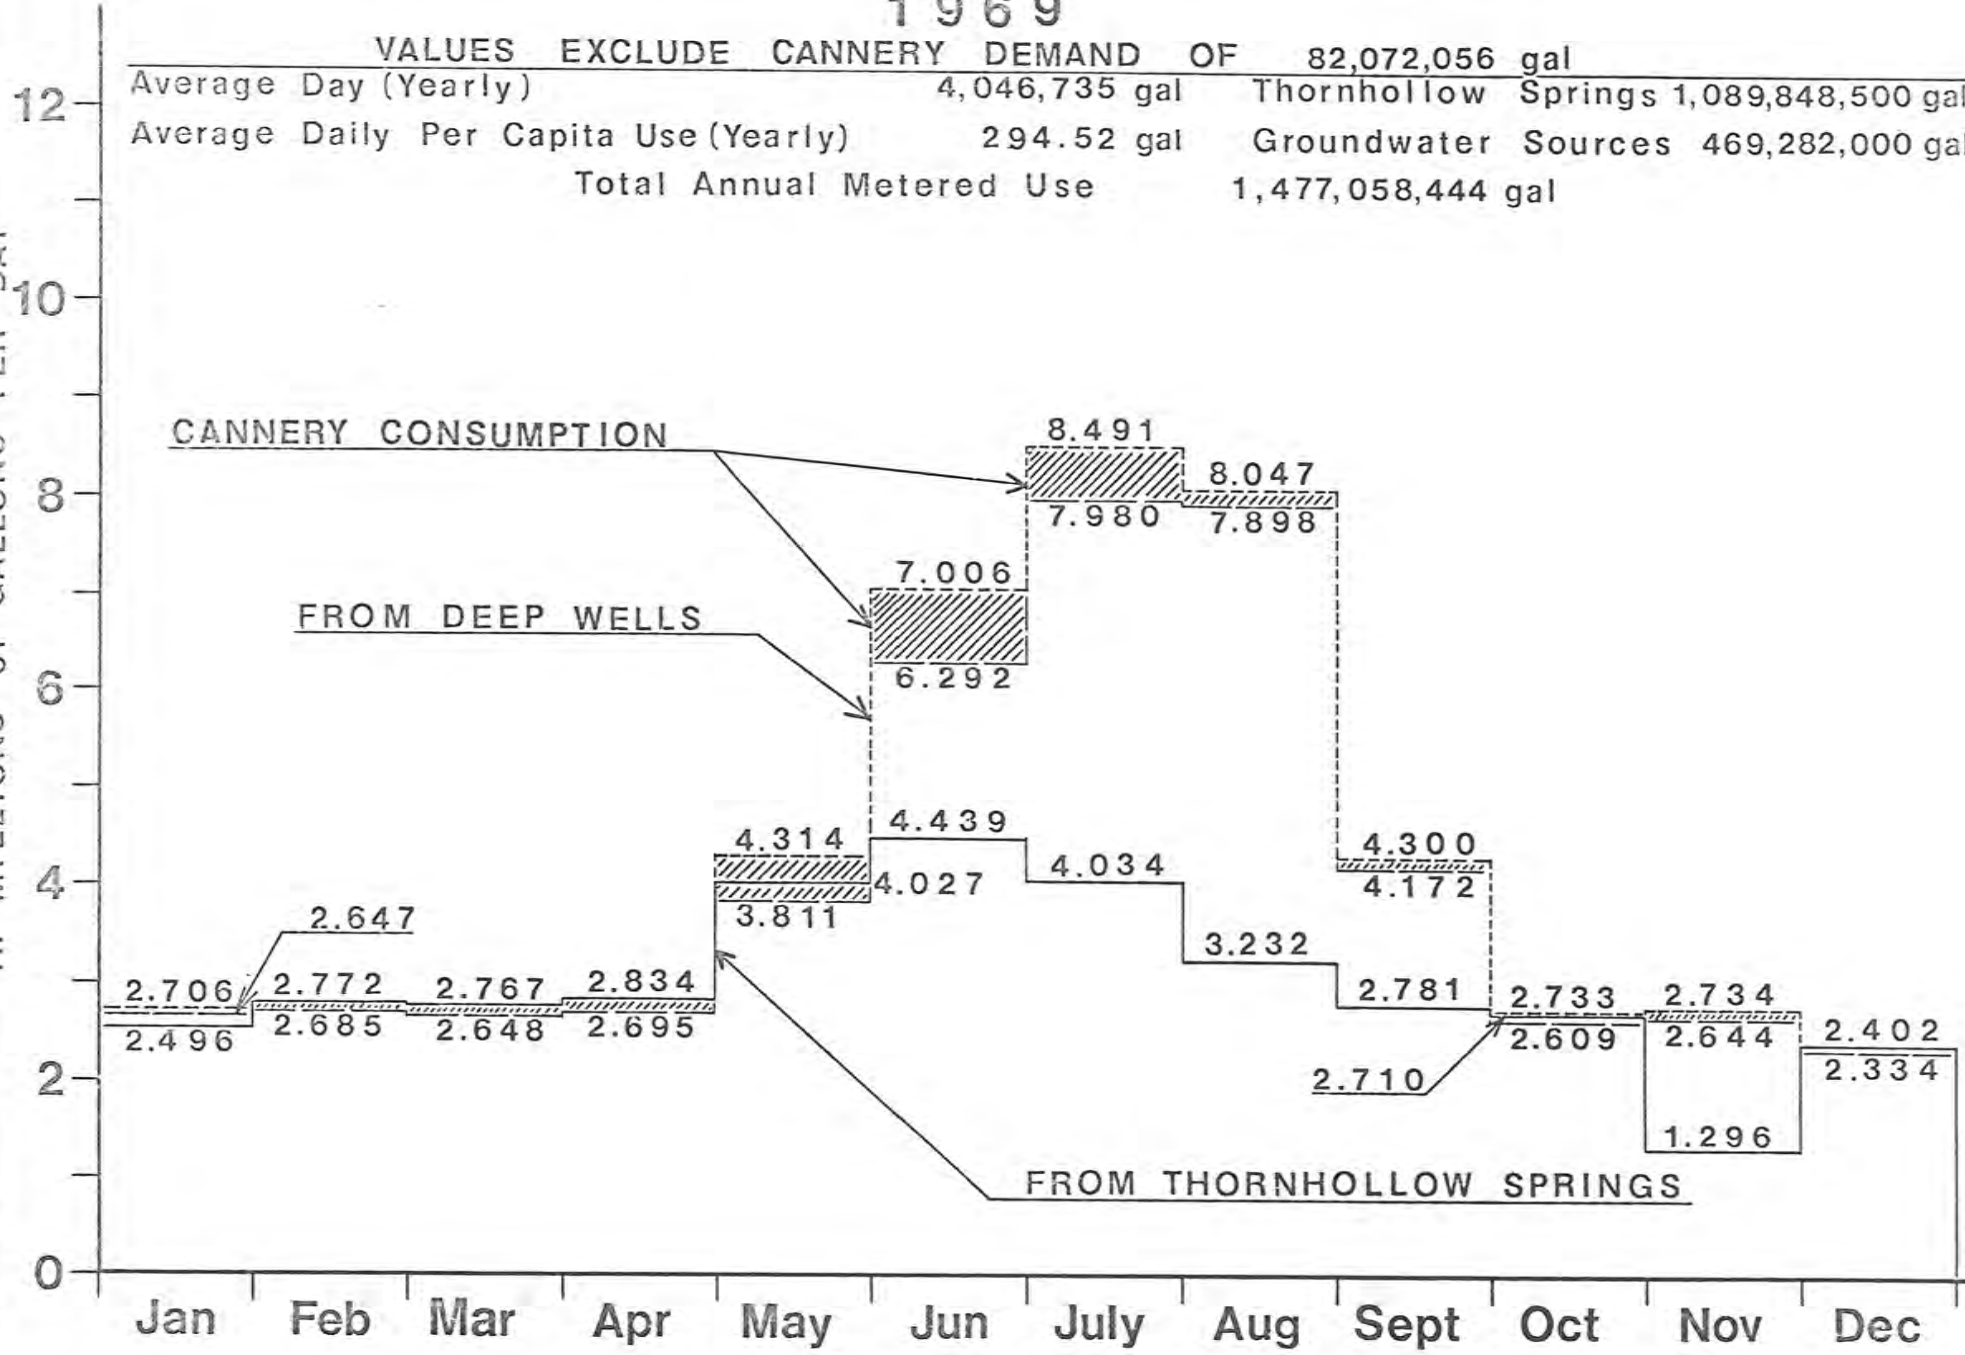 1969
VALUES EXCLUDE CANNERY DEMAND OF 82,072,056 gal
Average Day (Yearly) 4,046,735 gal Thornhollow Springs 1,089,848,500 gal
12
Average Daily Per Capita Use (Yearly) 294.52 gal Groundwater Sources 469,282,000 gal
Total Annual Metered Use 1,477,058,444 gal
10
CANNERY CONSUMPTION
8.491
8.047
8
7.980
7.898
7.006
FROM DEEP WELLS
6.292
6
4.439
4.314
4.300
4.034
4
4.027
4.172
3.811
2.647
3.232
2.706 2.772 2.767 2.834
2.781 2.733 2.734
2.496 2.685 2.648 2.695
2.609 2.644 2.402
2
2.710
2.334
1.296
FROM THORNHOLLOW SPRINGS
0
Jan Feb Mar Apr May Jun July Aug Sept Oct Nov Dec